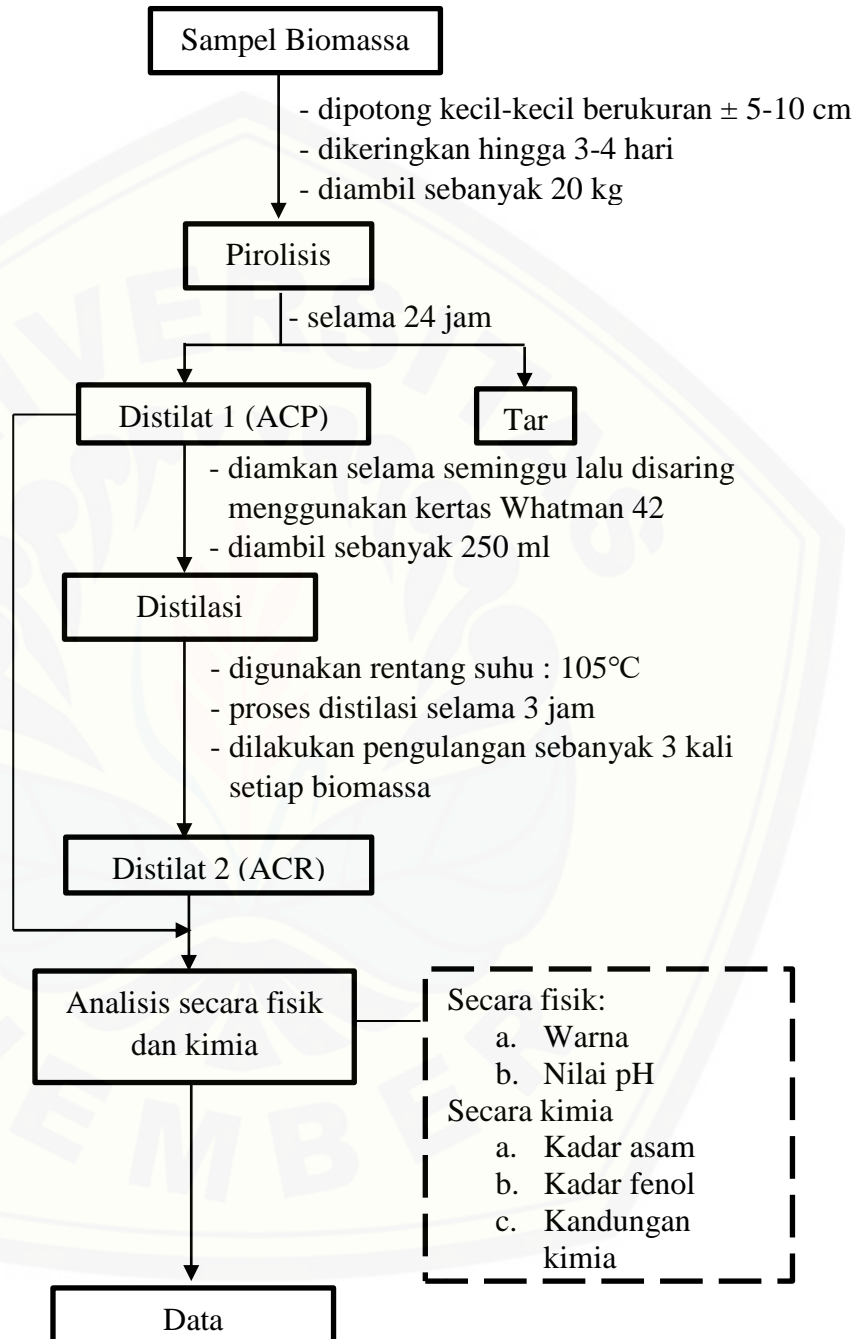 Sampel Biomassa
- dipotong kecil-kecil berukuran ± 5-10 cm
- dikeringkan hingga 3-4 hari
- diambil sebanyak 20 kg
Pirolisis
- selama 24 jam
Distilat 1 (ACP)
Tar
- diamkan selama seminggu lalu disaring
menggunakan kertas Whatman 42
- diambil sebanyak 250 ml
Distilasi
- digunakan rentang suhu : 105°C
- proses distilasi selama 3 jam
- dilakukan pengulangan sebanyak 3 kali
setiap biomassa
Distilat 2 (ACR)
Analisis secara fisik
dan kimia
Secara fisik:
a. Warna
b. Nilai pH
Secara kimia
a. Kadar asam
b. Kadar fenol
c. Kandungan
kimia
Data